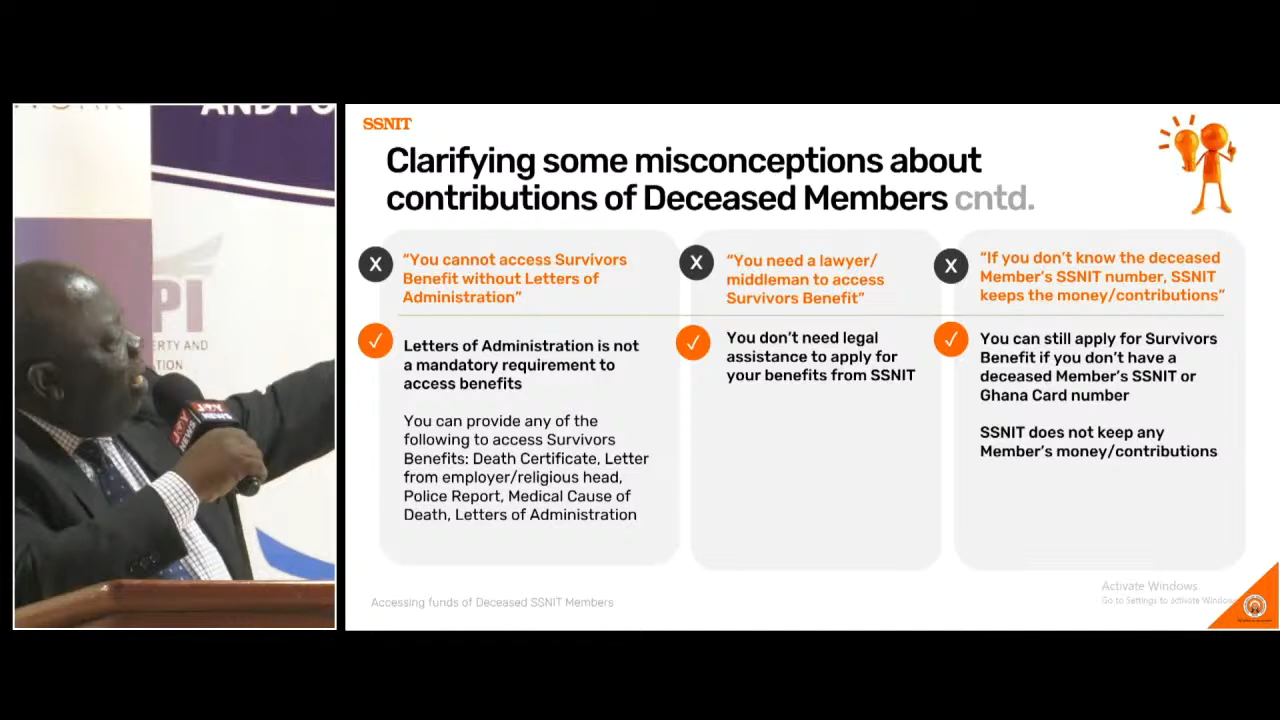 AND
PI
ERTY AND
ATION
JOY
NEWS
SSNIT
Clarifying some misconceptions about
contributions of Deceased Members cntd.
X
“You cannot access Survivors
Benefit without Letters of
Administration”
Letters of Administration is not
a mandatory requirement to
access benefits
You can provide any of the
following to access Survivors
Benefits: Death Certificate, Letter
from employer/religious head,
Police Report, Medical Cause of
Death, Letters of Administration
X
“You need a lawyer/
middleman to access
Survivors Benefit”
You don’t need legal
assistance to apply for
your benefits from SSNIT
X
“If you don’t know the deceased
Member’s SSNIT number, SSNIT
keeps the money/contributions”
You can still apply for Survivors
Benefit if you don’t have a
deceased Member’s SSNIT or
Ghana Card number
SSNIT does not keep any
Member’s money/contributions
Accessing funds of Deceased SSNIT Members
Activate Windows
Go to Settings to activate Windows